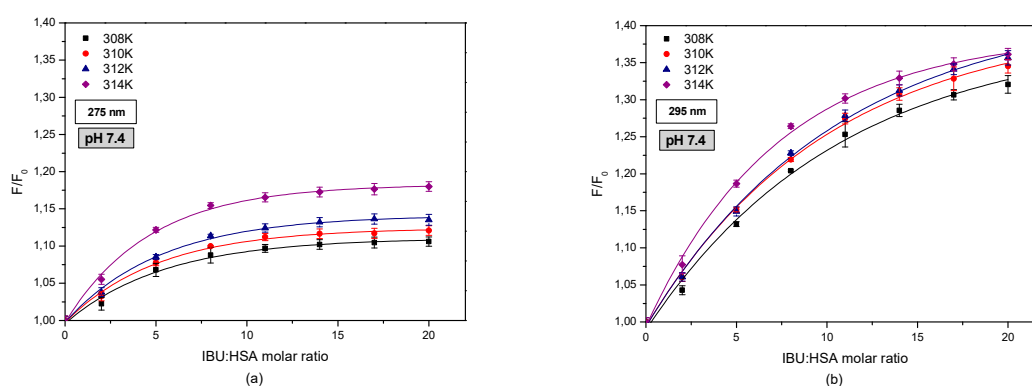 1,40
1,35
1,30
1,25
1,20
1,15
1,10
1,05
1,00
F/F0
308K
310K
312K
314K
275 nm
pH 7.4
0
5
10
15
20
IBU:HSA molar ratio
(a)
1,40
1,35
1,30
1,25
1,20
1,15
1,10
1,05
1,00
F/F0
308K
310K
312K
314K
295 nm
pH 7.4
0
5
10
15
20
IBU:HSA molar ratio
(b)